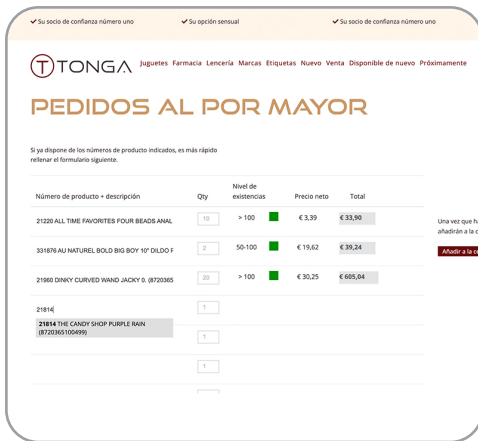 Su socio de confianza número uno Su opción sensual Su socio de confianza número uno
TONGA Juguetes Farmacia Lencería Marcas Etiquetas Nuevo Venta Disponible de nuevo Próximamente
PEDIDOS AL POR MAYOR
Si ya dispone de los números de producto indicados, es más rápido
rellenar el formulario siguiente.
Número de producto + descripción Qty Nivel de existencias Precio neto Total
21220 ALL TIME FAVORITES FOUR BEADS ANAL 10 > 100 € 3,39 € 33,90
331876 AU NATUREL BOLD BIG BOY 10" DILDO F 2 50-100 € 19,62 € 39,24
21960 DINKY CURVED WAND JACKY 0. (8720365 20 > 100 € 30,25 € 605,04
Una vez que ha
añadirán a la c
Añadir a la ce
21814 1
21814 THE CANDY SHOP PURPLE RAIN
(8720365100499)
1
1